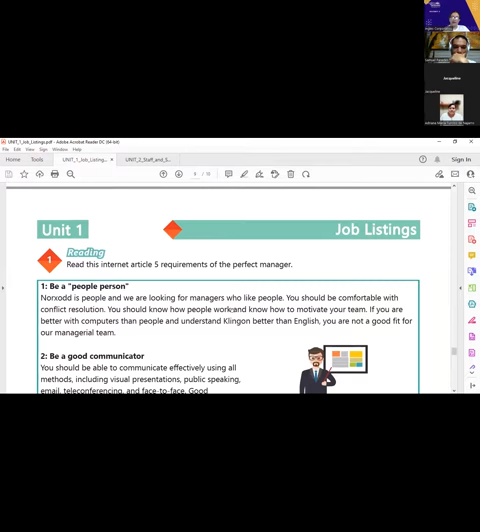 Jacqueline
Jacqueline
UNIT_1_Job_Listings.pdf - Adobe Acrobat Reader DC (64-bit)
File Edit View Sign Window Help
Home Tools UNIT_1_Job_Listing... × UNIT_2_Staff_and_S... Sign In
Unit 1 Job Listings
1 Reading
Read this internet article 5 requirements of the perfect manager.
1: Be a "people person"
Norxodd is people and we are looking for managers who like people. You should be comfortable with
conflict resolution. You should know how people work and know how to motivate your team. If you are
better with computers than people and understand Klingon better than English, you are not a good fit for
our managerial team.
2: Be a good communicator
You should be able to communicate effectively using all
methods, including visual presentations, public speaking,
email, teleconferencing, and face-to-face. Good